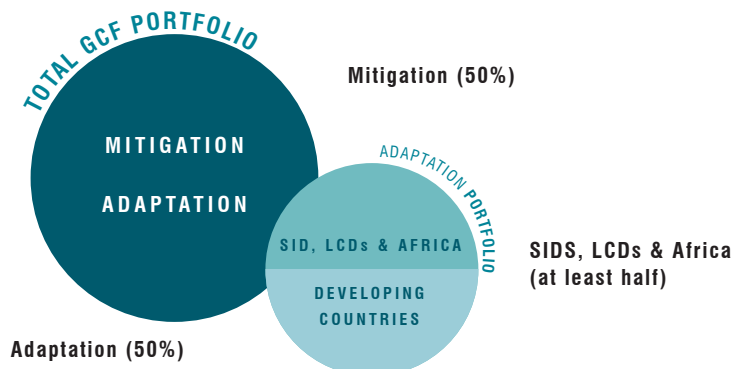 TOTAL GCF PORTFOLIO
Mitigation (50%)
MITIGATION
ADAPTATION
ADAPTATION PORTFOLIO
SID, LCDs & AFRICA
SIDS, LCDs & Africa
(at least half)
DEVELOPING
COUNTRIES
Adaptation (50%)